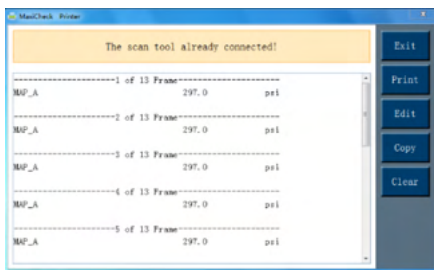 MaxiCheck Printer
The scan tool already connected!
Exit
Print
Edit
Copy
Clear
--------------------1 of 13 Frame--------------------
MAP_A 297.0 psi
--------------------2 of 13 Frame--------------------
MAP_A 297.0 psi
--------------------3 of 13 Frame--------------------
MAP_A 297.0 psi
--------------------4 of 13 Frame--------------------
MAP_A 297.0 psi
--------------------5 of 13 Frame--------------------
MAP_A 297.0 psi